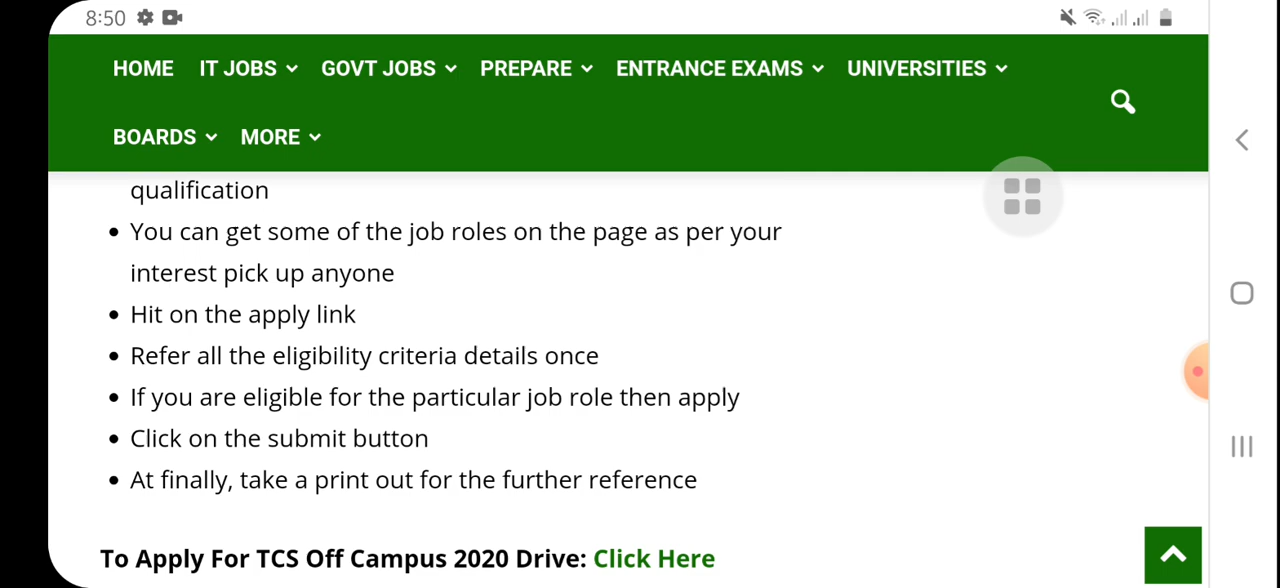 8:50
HOME IT JOBS GOVT JOBS PREPARE ENTRANCE EXAMS UNIVERSITIES
BOARDS MORE
qualification
• You can get some of the job roles on the page as per your
interest pick up anyone
• Hit on the apply link
• Refer all the eligibility criteria details once
• If you are eligible for the particular job role then apply
• Click on the submit button
• At finally, take a print out for the further reference
To Apply For TCS Off Campus 2020 Drive: Click Here